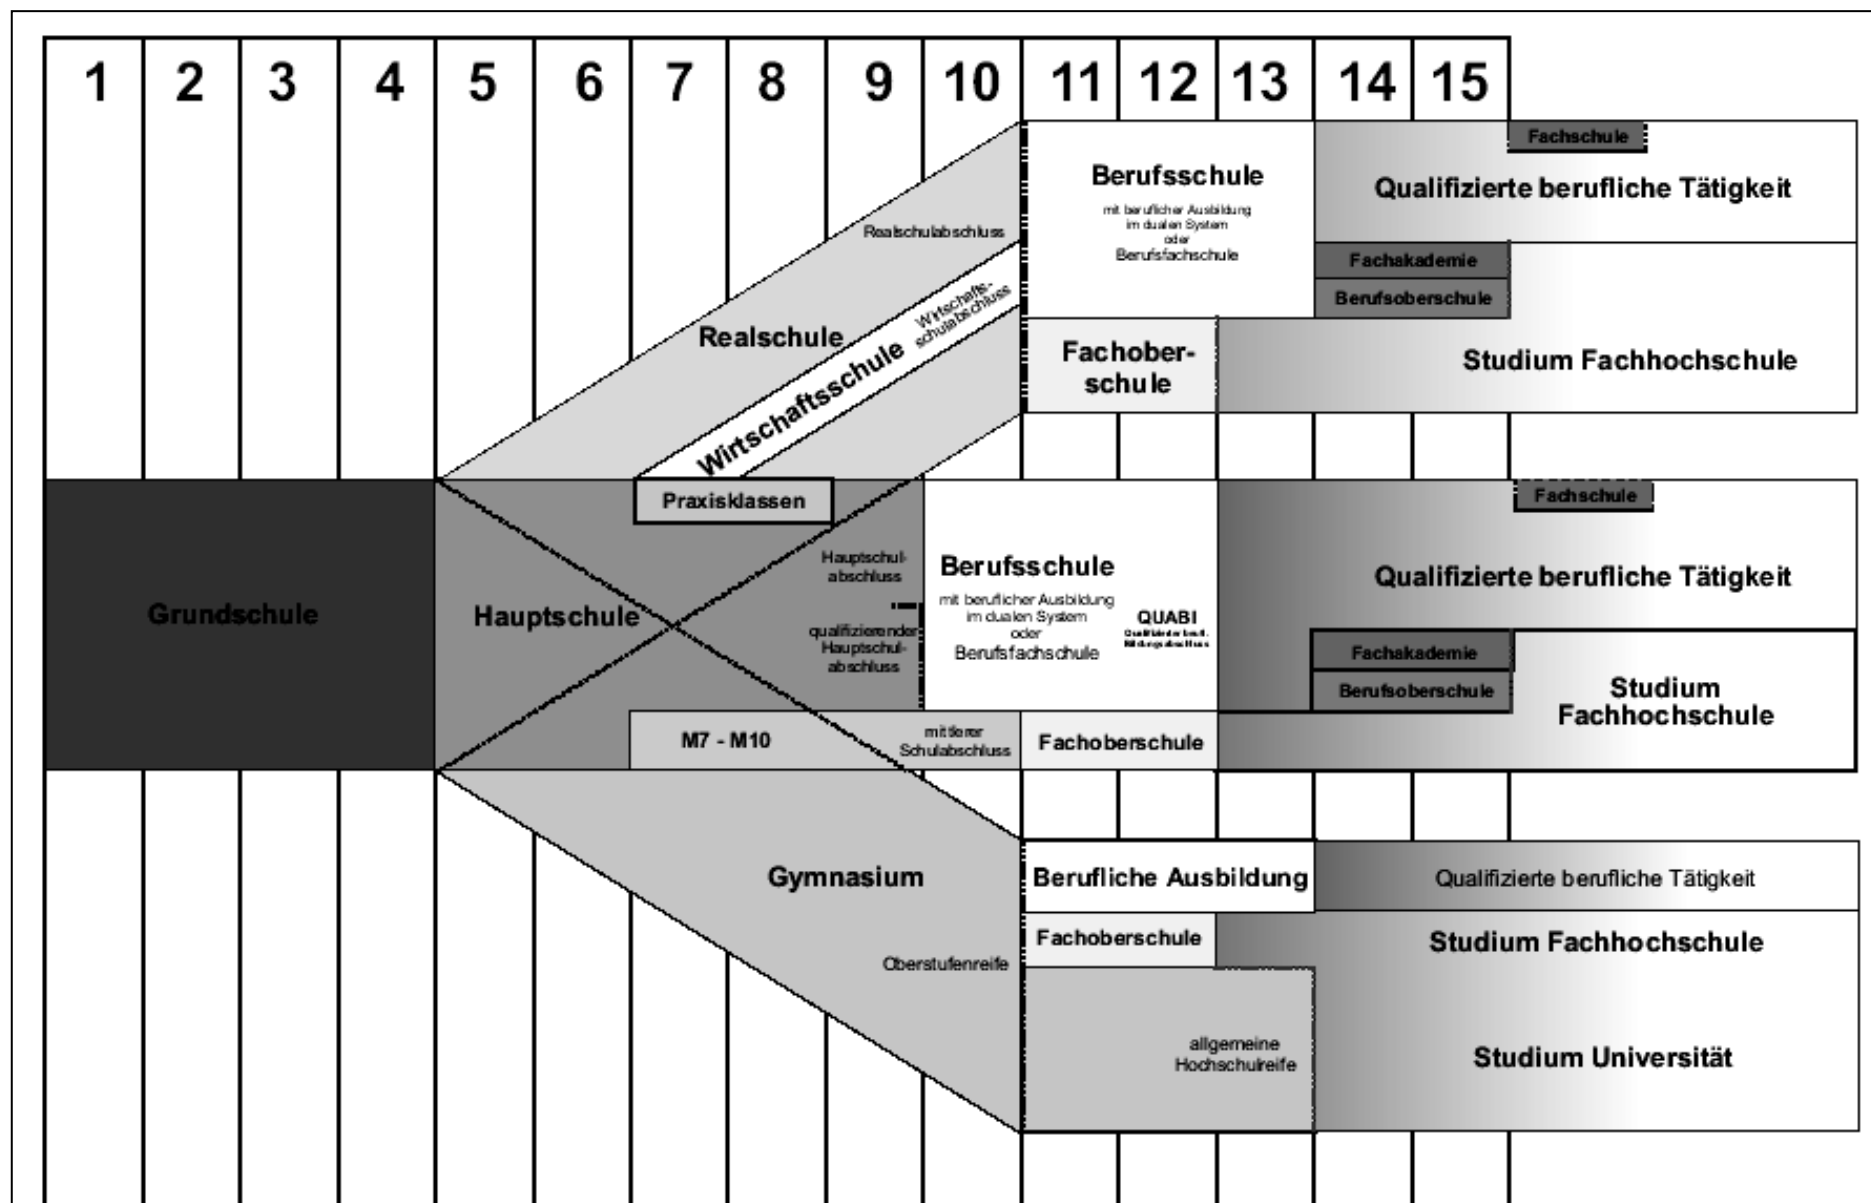 1 2 3 4 5 6 7 8 9 10 11 12 13 14 15
Fachschule
Berufsschule
mit beruflicher Ausbildung
im dualen System
oder
Berufsfachschule
Qualifizierte berufliche Tätigkeit
Realschulabschluss
Fachakademie
Berufsoberschule
Realschule
Wirtschaftsschule
Wirtschafts-
schulabschluss
Fachober-
schule
Studium Fachhochschule
Grundschule
Hauptschule
Praxisklassen
Hauptschul-
abschluss
qualifizierender
Hauptschul-
abschluss
Berufsschule
mit beruflicher Ausbildung
im dualen System
oder
Berufsfachschule
QUABI
Qualifizierter berufl.
Bildungsabschluss
Fachschule
Qualifizierte berufliche Tätigkeit
Fachakademie
Berufsoberschule
Studium
Fachhochschule
M7 - M10
mittlerer
Schulabschluss
Fachoberschule
Gymnasium
Oberstufenreife
Berufliche Ausbildung
Qualifizierte berufliche Tätigkeit
Fachoberschule
Studium Fachhochschule
allgemeine
Hochschulreife
Studium Universität